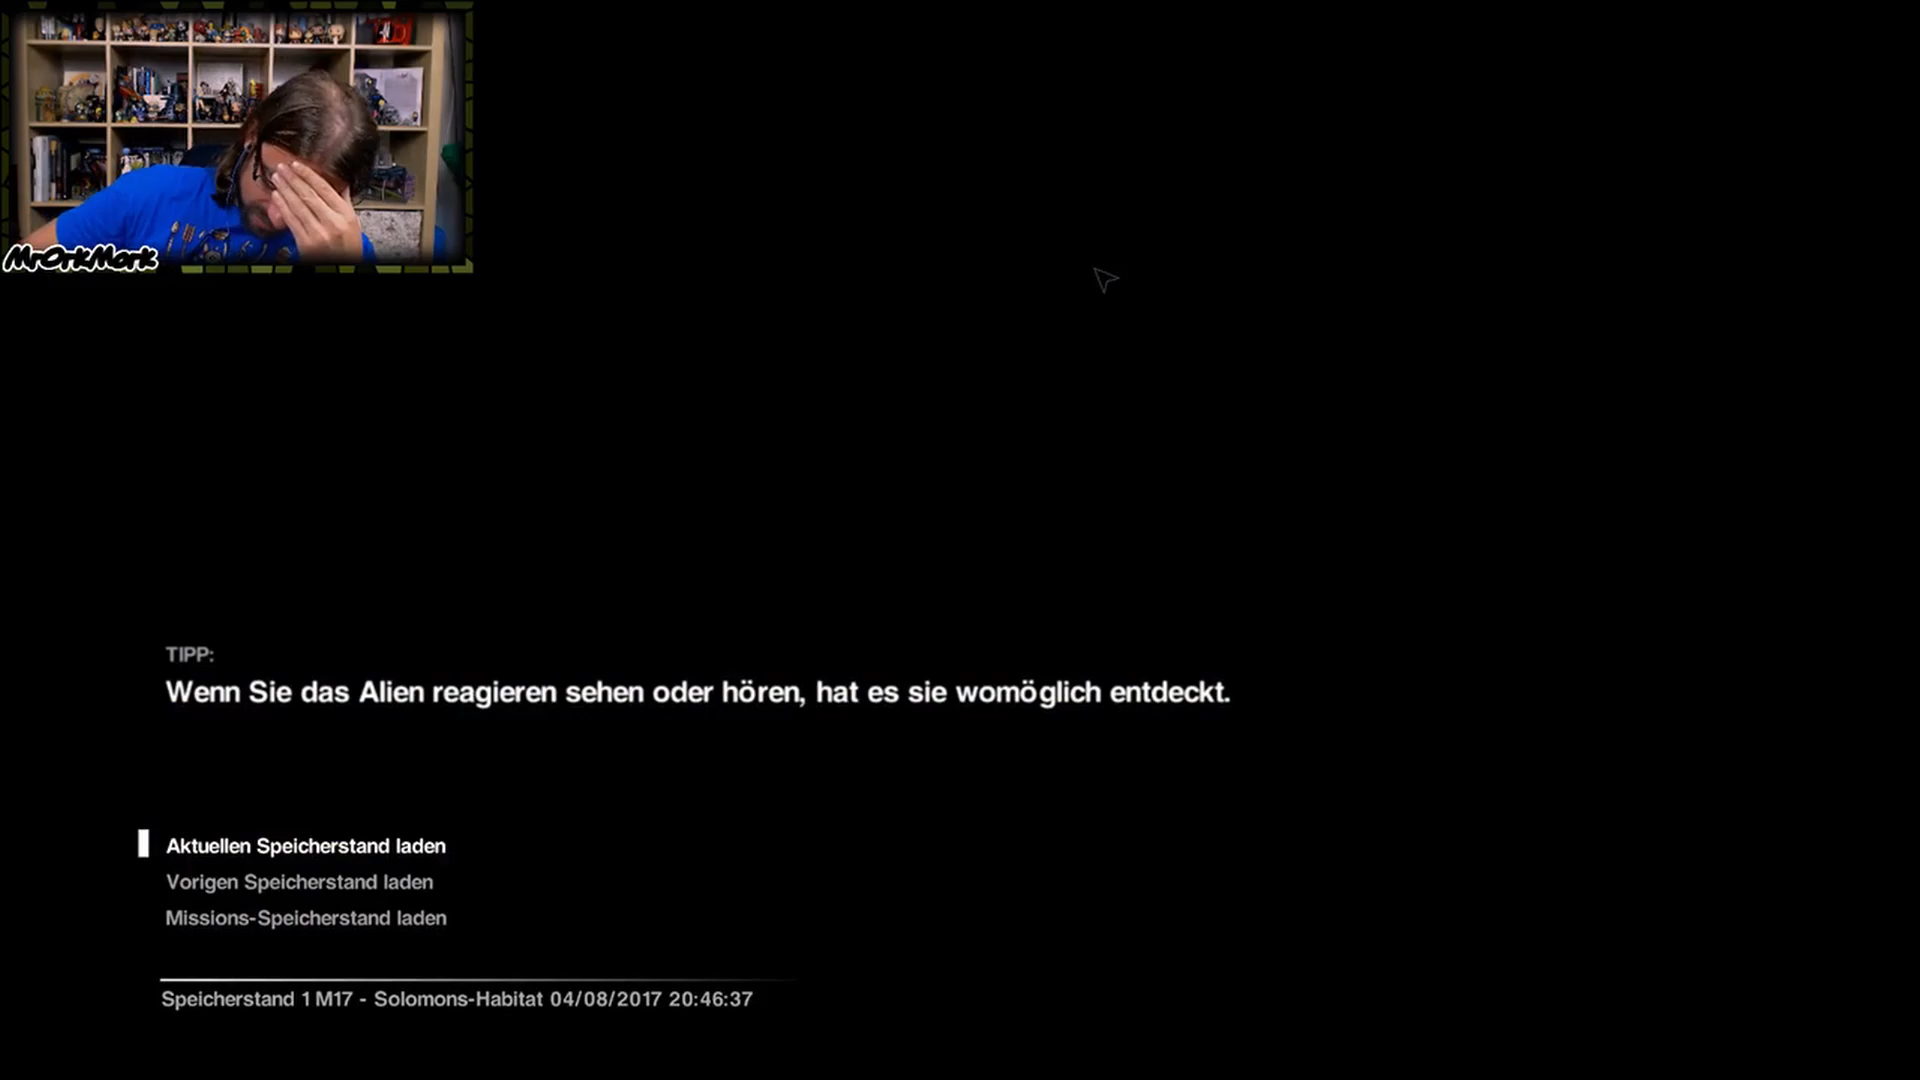 MrOrkMork
TIPP:
Wenn Sie das Alien reagieren sehen oder hören, hat es sie womöglich entdeckt.
Aktuellen Speicherstand laden
Vorigen Speicherstand laden
Missions-Speicherstand laden
Speicherstand 1 M17 - Solomons-Habitat 04/08/2017 20:46:37